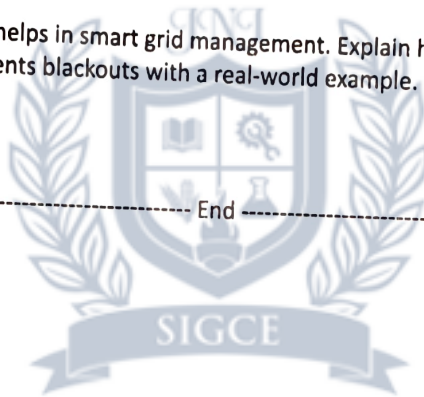 helps in smart grid management. Explain
ents blackouts with a real-world example.
End
SIGCE